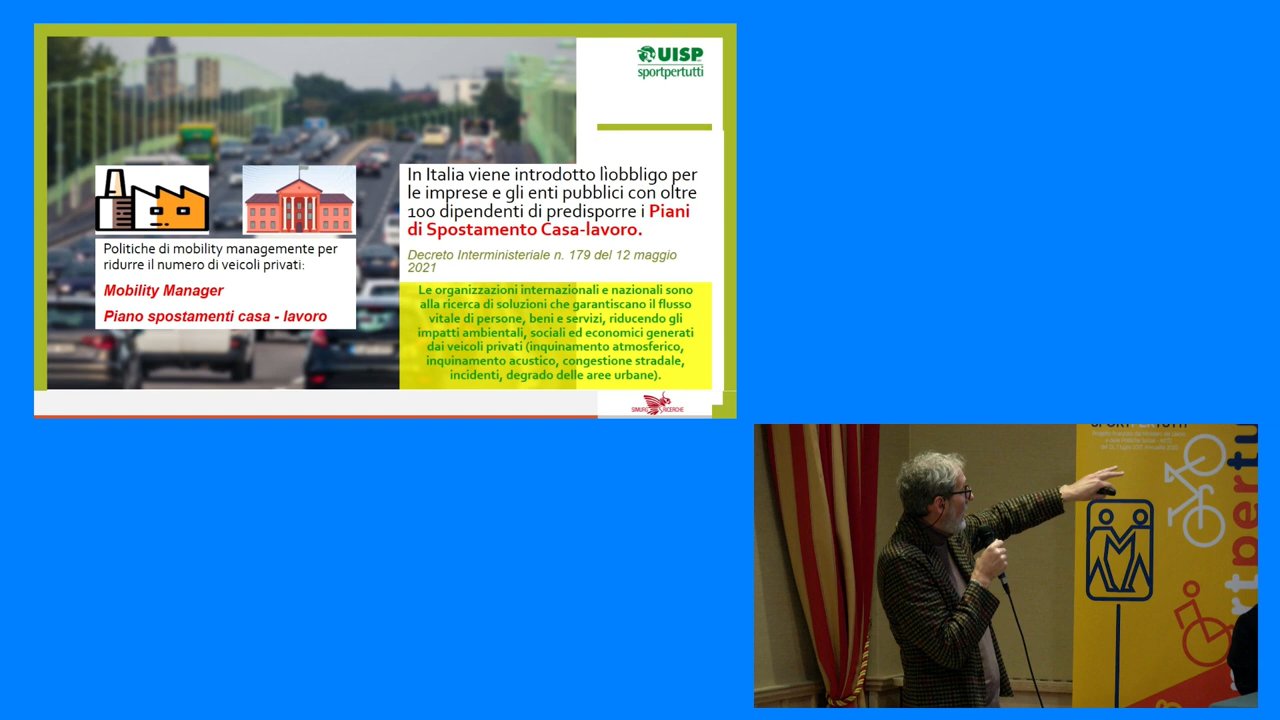 UISP
sportpertutti
In Italia viene introdotto lìobbligo per
le imprese e gli enti pubblici con oltre
100 dipendenti di predisporre i Piani
di Spostamento Casa-lavoro.
Decreto Interministeriale n. 179 del 12 maggio
2021
Politiche di mobility managemente per
ridurre il numero di veicoli privati:
Mobility Manager
Piano spostamenti casa - lavoro
Le organizzazioni internazionali e nazionali sono
alla ricerca di soluzioni che garantiscano il flusso
vitale di persone, beni e servizi, riducendo gli
impatti ambientali, sociali ed economici generati
dai veicoli privati (inquinamento atmosferico,
inquinamento acustico, congestione stradale,
incidenti, degrado delle aree urbane).
SIMURG RICERCHE
SPORTPERTUTTI
rtpertu